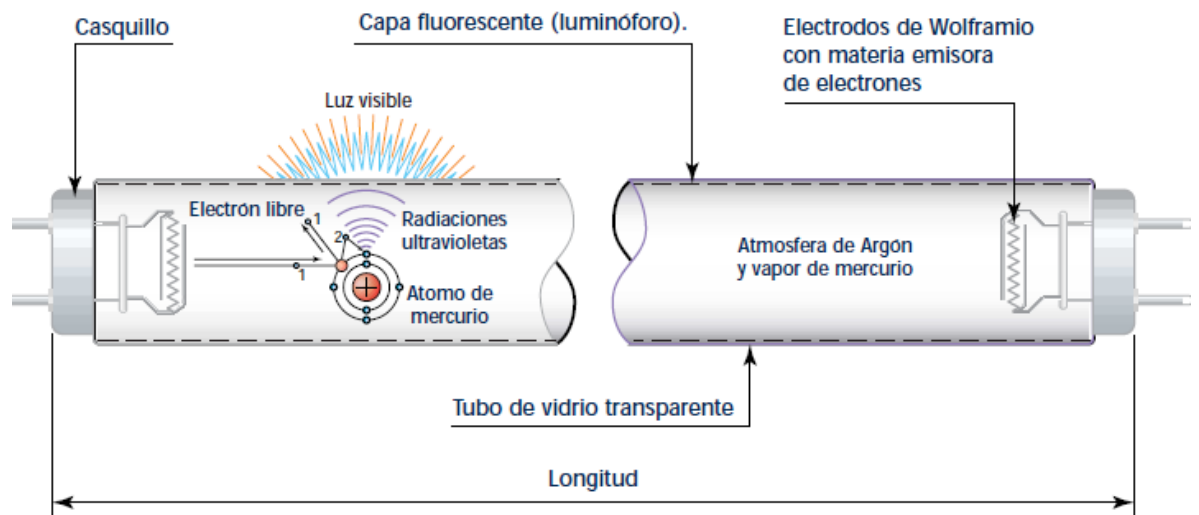 Casquillo
Capa fluorescente (luminóforo).
Electrodos de Wolframio
con materia emisora
de electrones
Luz visible
Electrón libre
1
2
1
Radiaciones
ultravioletas
Atomo de
mercurio
+
Atmosfera de Argón
y vapor de mercurio
Tubo de vidrio transparente
Longitud